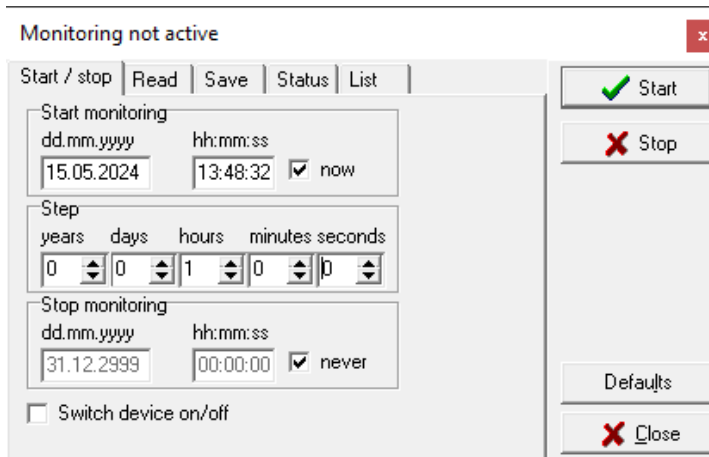 Monitoring not active
x
Start / stop Read Save Status List
Start monitoring
dd.mm.yyyy hh:mm:ss
15.05.2024 13:48:32 now
Step
years days hours minutes seconds
0 0 1 0 0
Stop monitoring
dd.mm.yyyy hh:mm:ss
31.12.2999 00:00:00 never
Switch device on/off
Start
Stop
Defaults
Close